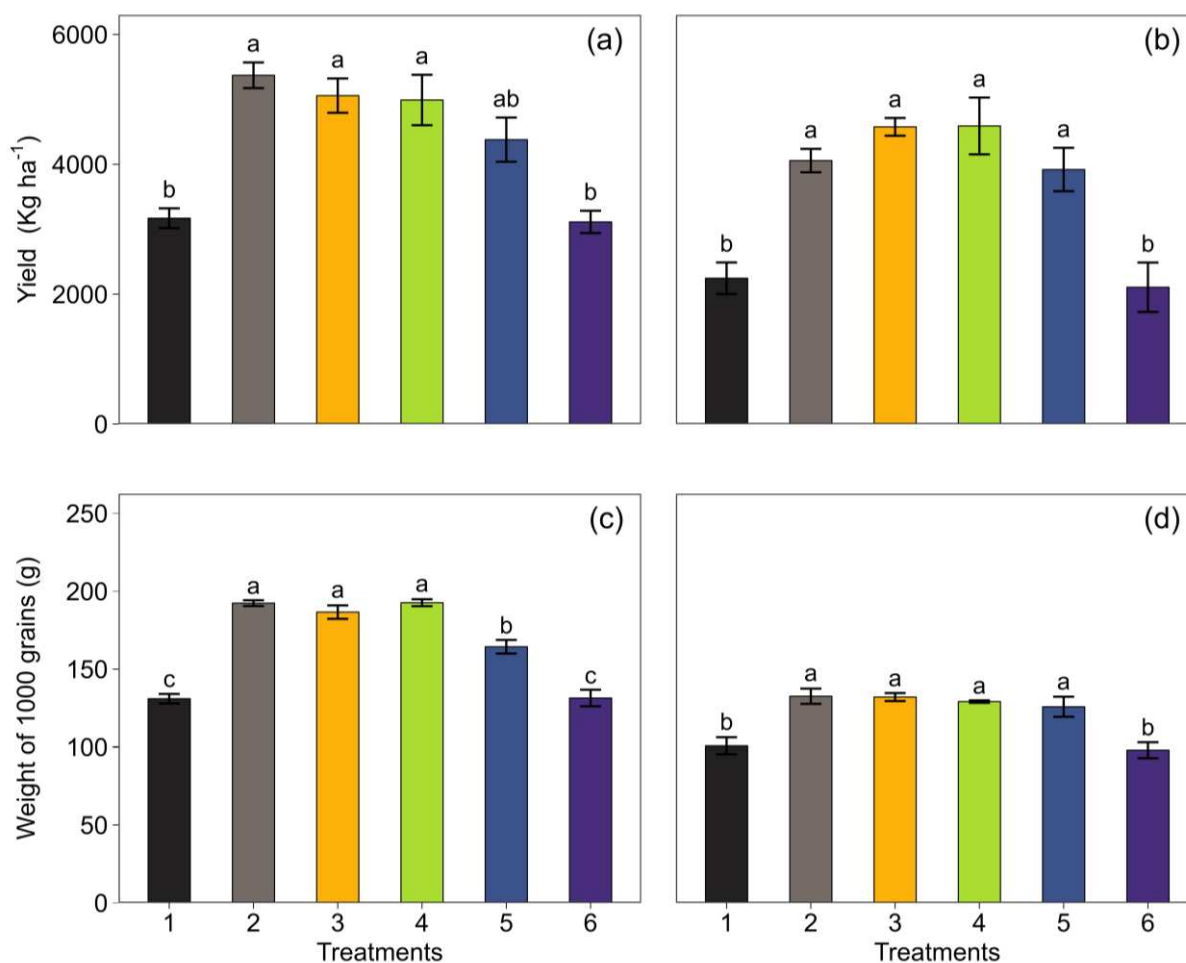 Yield (Kg ha-1)
6000
4000
2000
0
(a)
b
a
a
a
ab
b
(b)
b
a
a
a
a
b
Weight of 1000 grains (g)
250
200
150
100
50
0
(c)
c
a
a
a
b
c
1 2 3 4 5 6
Treatments
(d)
b
a
a
a
a
b
1 2 3 4 5 6
Treatments